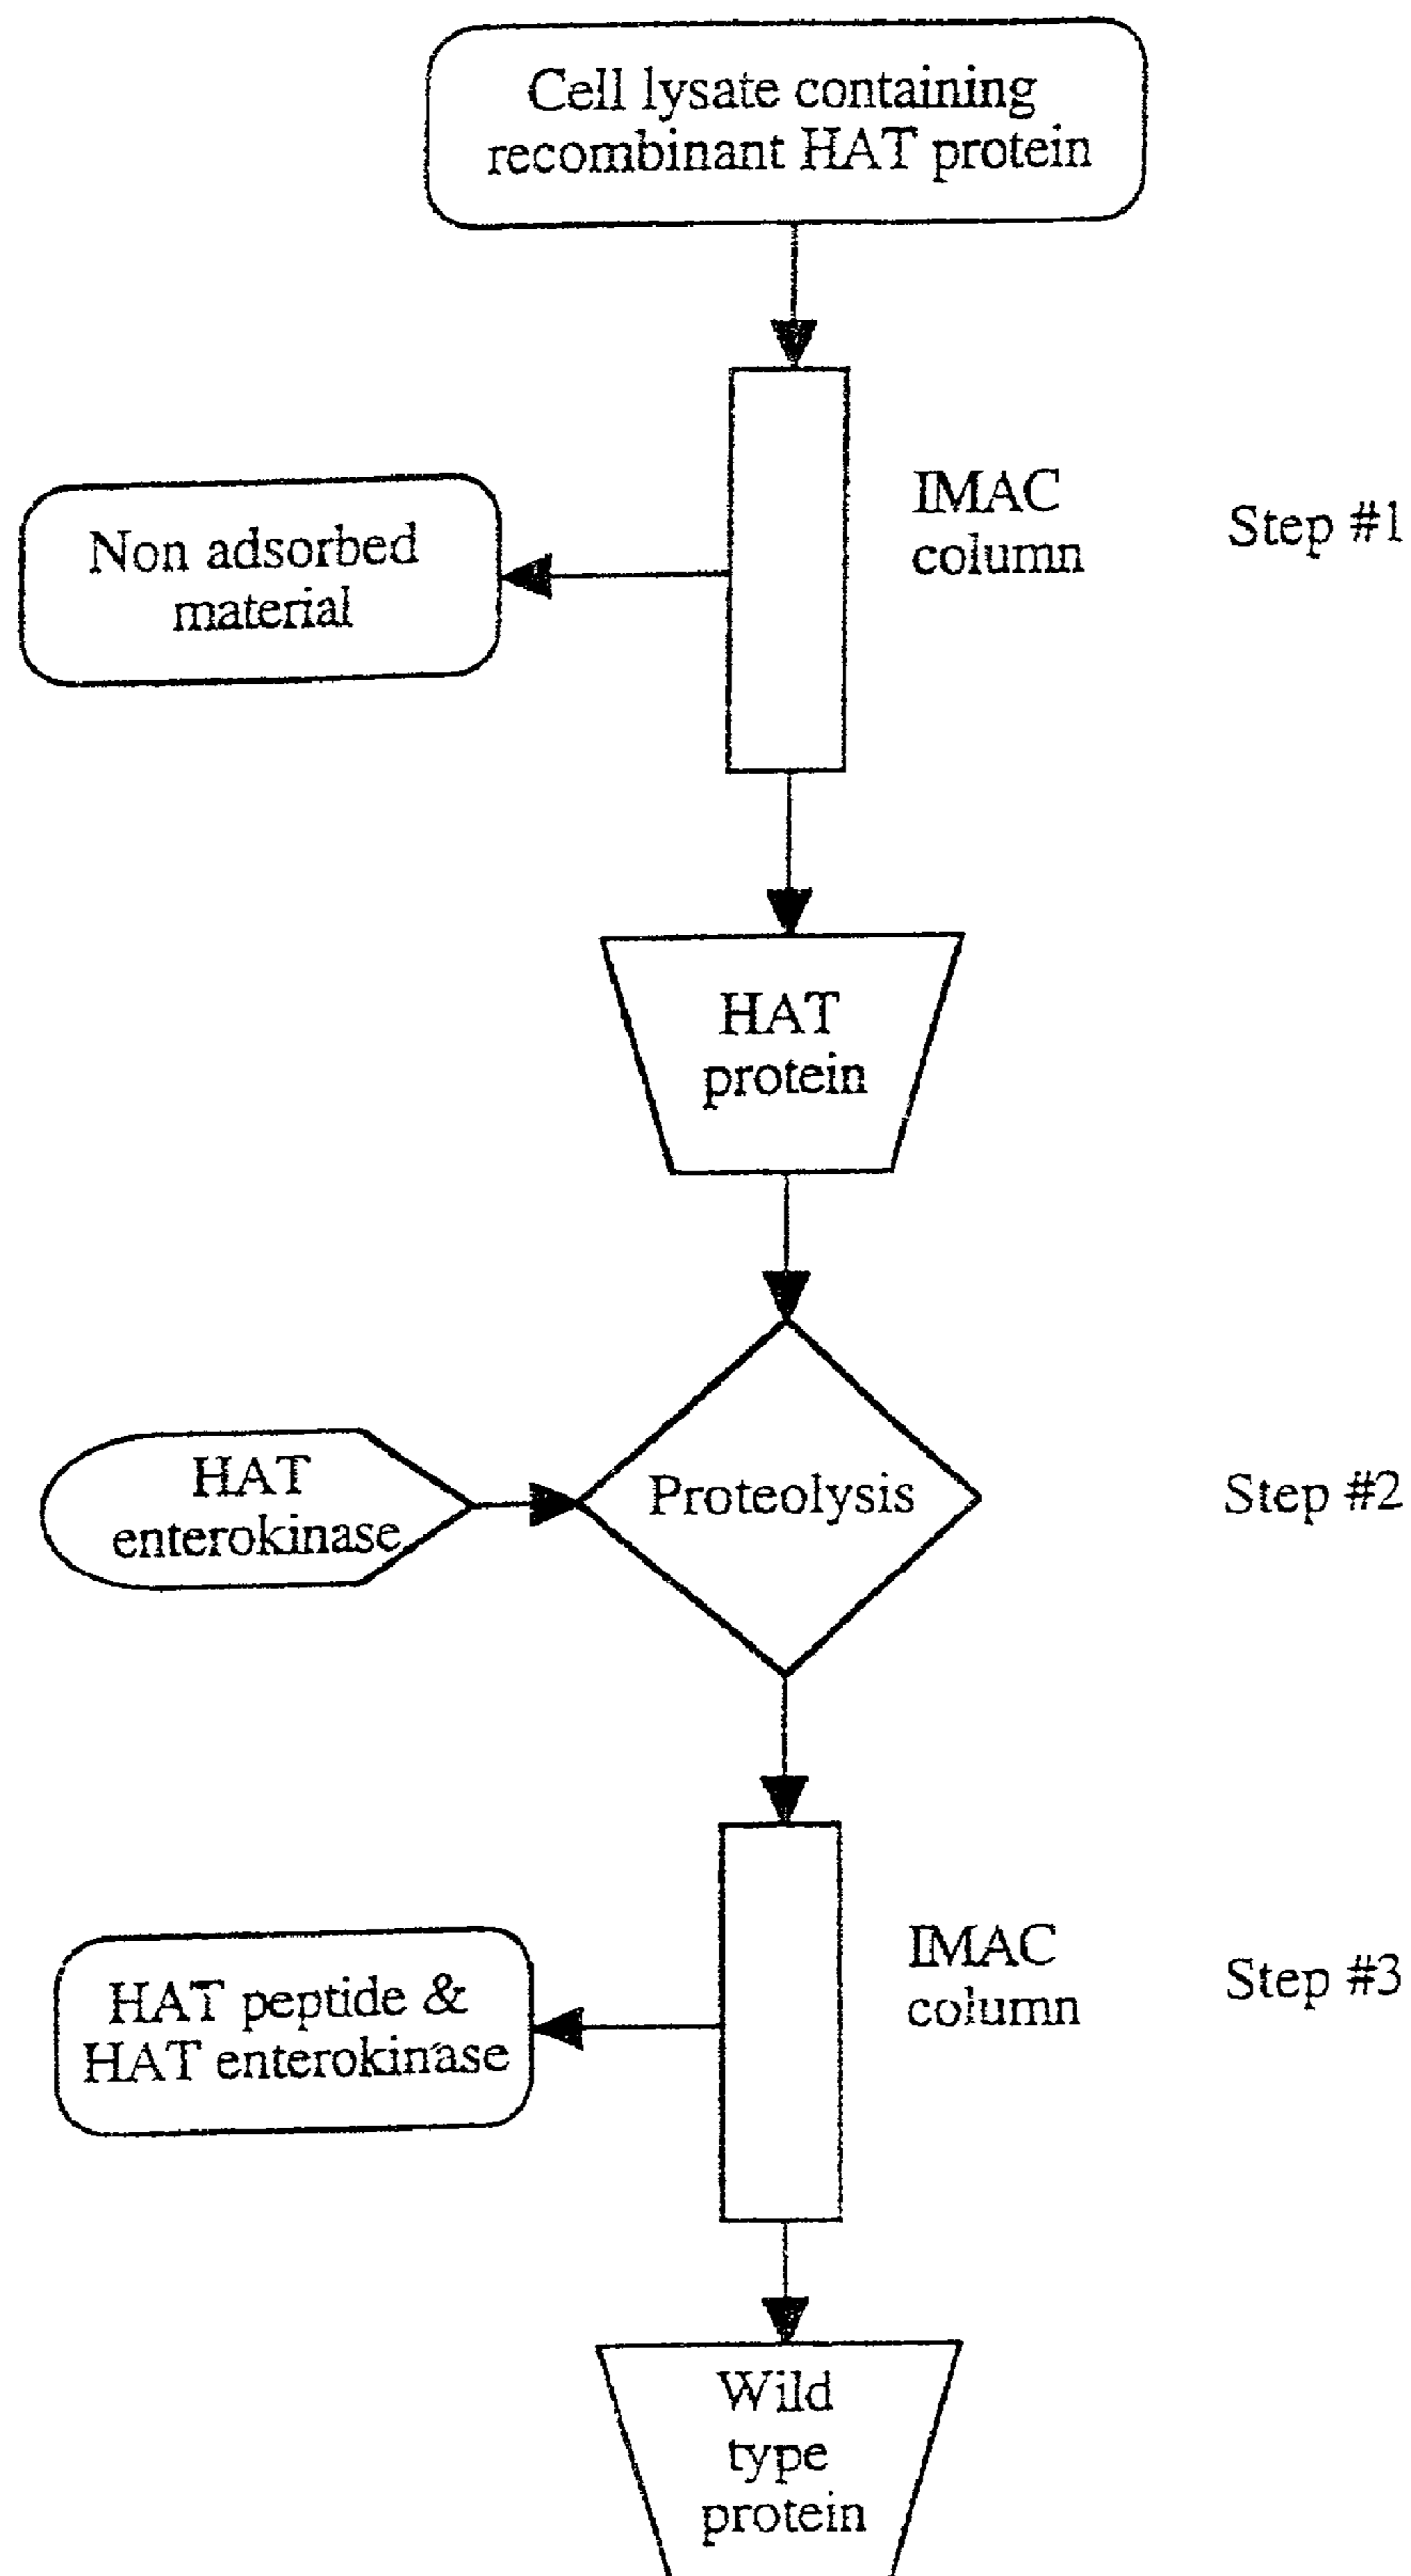 Cell lysate containing
recombinant HAT protein
IMAC
column
Step #1
Non adsorbed
material
HAT
protein
HAT
enterokinase
Proteolysis
Step #2
IMAC
column
Step #3
HAT peptide &
HAT enterokinase
Wild
type
protein